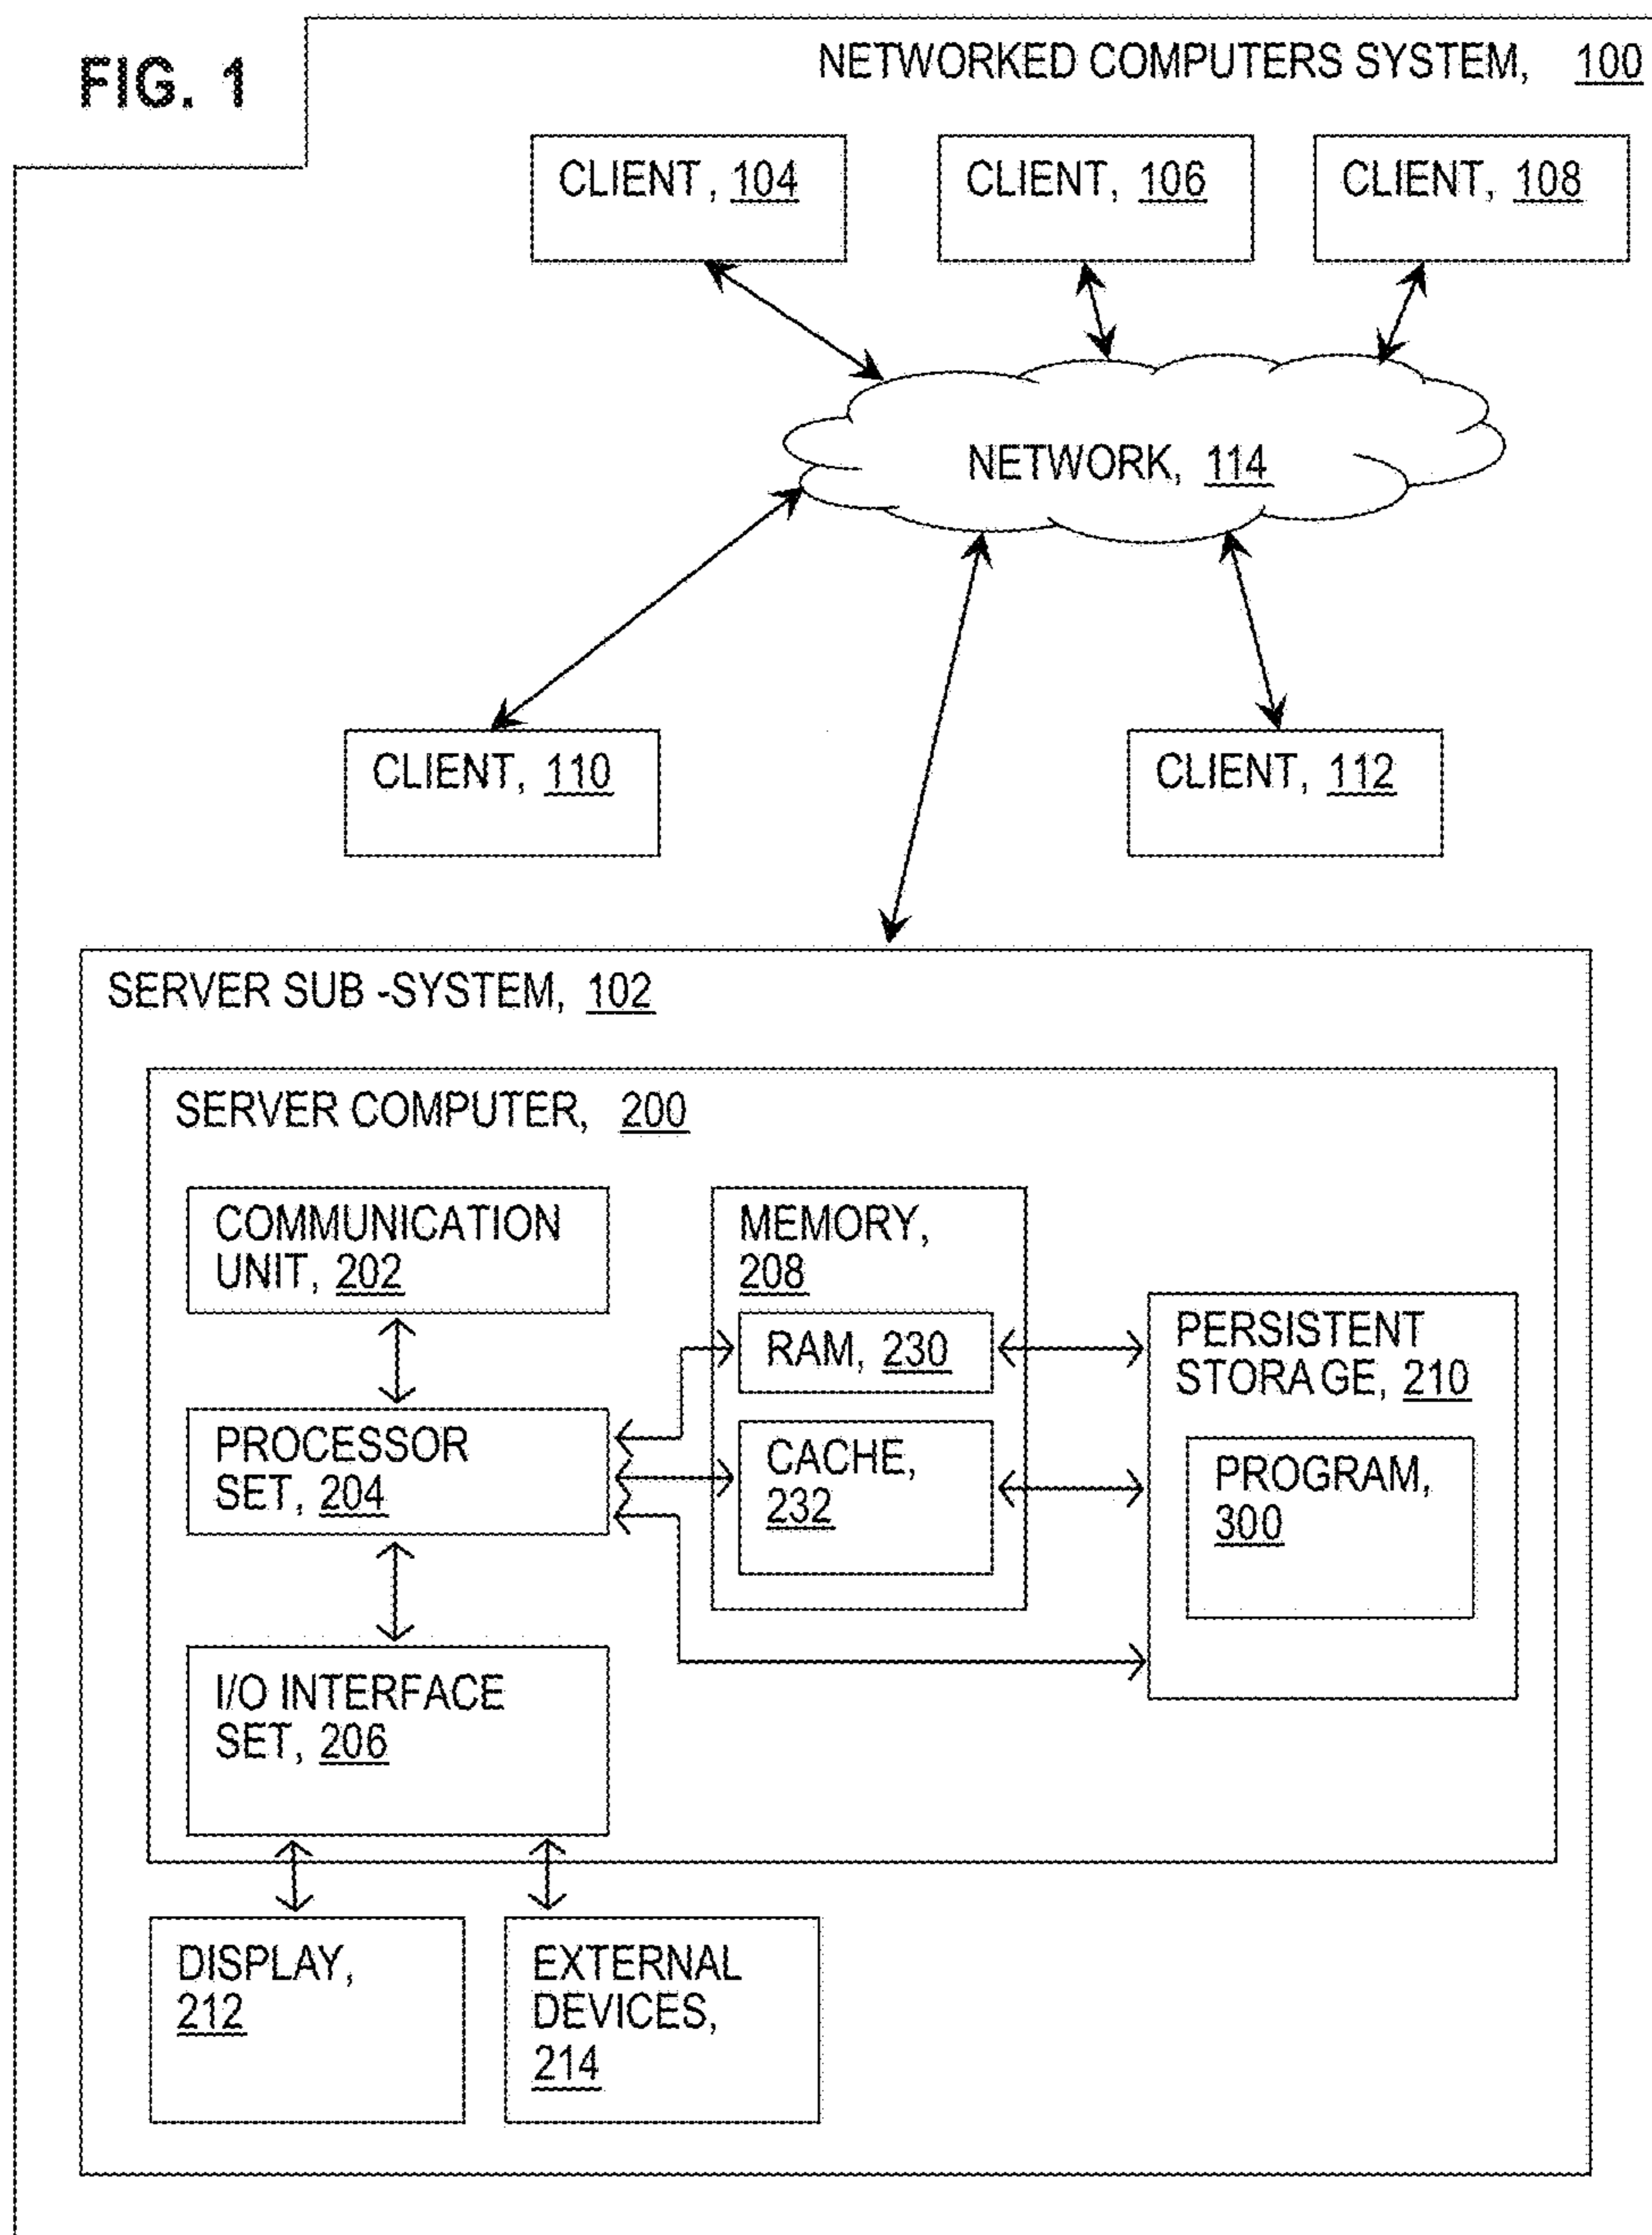 FIG. 1
NETWORKED COMPUTERS SYSTEM, 100
CLIENT, 104
CLIENT, 106
CLIENT, 108
NETWORK, 114
CLIENT, 110
CLIENT, 112
SERVER SUB-SYSTEM, 102
SERVER COMPUTER, 200
COMMUNICATION
UNIT, 202
MEMORY,
208
RAM, 230
PERSISTENT
STORAGE, 210
PROCESSOR
SET, 204
CACHE,
232
PROGRAM,
300
I/O INTERFACE
SET, 206
DISPLAY,
212
EXTERNAL
DEVICES,
214